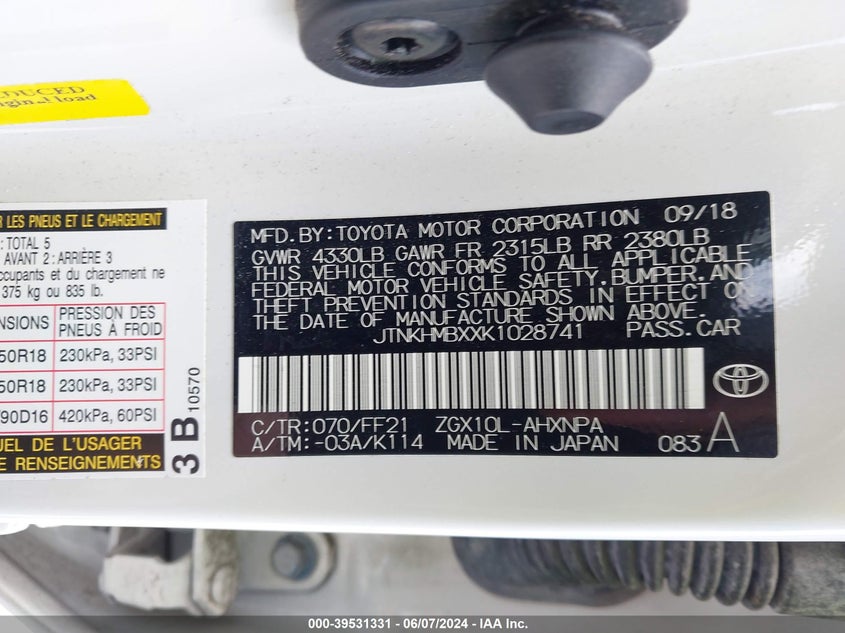 DUCED
load
R LES PNEUS ET LE CHARGEMENT
: TOTAL 5
AVANT 2: ARRIÈRE 3
ccupants et du chargement ne
375 kg ou 835 lb.
ENSIONS PRESSION DES PNEUS À FROID
50R18 230kPa, 33PSI
50R18 230kPa, 33PSI
/90D16 420kPa, 60PSI
UEL DE L'USAGER
E RENSEIGNEMENTS
3 B 10570
MFD. BY: TOYOTA MOTOR CORPORATION 09/18
GVWR 4330LB GAWR FR 2315LB RR 2380LB
THIS VEHICLE CONFORMS TO ALL APPLICABLE
FEDERAL MOTOR VEHICLE SAFETY, BUMPER, AND
THEFT PREVENTION STANDARDS IN EFFECT ON
THE DATE OF MANUFACTURE SHOWN ABOVE.
JTNKHMBXXK1028741 PASS.CAR
C/TR: 070/FF21 ZGX10L-AHXNPA
A/TM: -03A/K114 MADE IN JAPAN 083 A
000-39531331 - 06/07/2024 - IAA Inc.